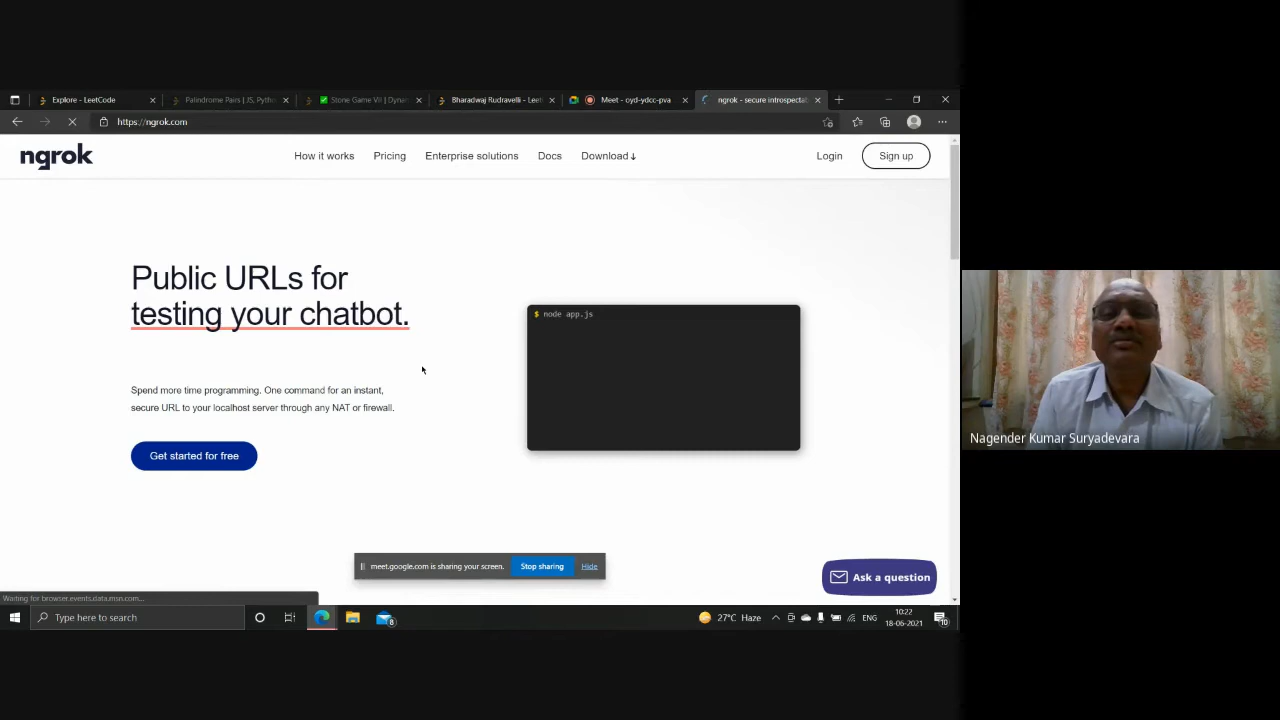 Explore - LeetCode
Palindrome Pairs | JS, Pyth
Stone Game VII | Dynam
Bharadwaj Rudravelli - Leet
Meet - oyd-ydcc-pva
ngrok - secure introspectab
https://ngrok.com
ngrok
How it works
Pricing
Enterprise solutions
Docs
Download ↓
Login
Sign up
Public URLs for
testing your chatbot.
$ node app.js
Spend more time programming. One command for an instant,
secure URL to your localhost server through any NAT or firewall.
Get started for free
Nagender Kumar Suryadevara
meet.google.com is sharing your screen.
Stop sharing
Hide
Ask a question
Waiting for browser.events.data.msn.com...
Type here to search
8
27°C Haze
ENG
10:22
18-06-2021
10